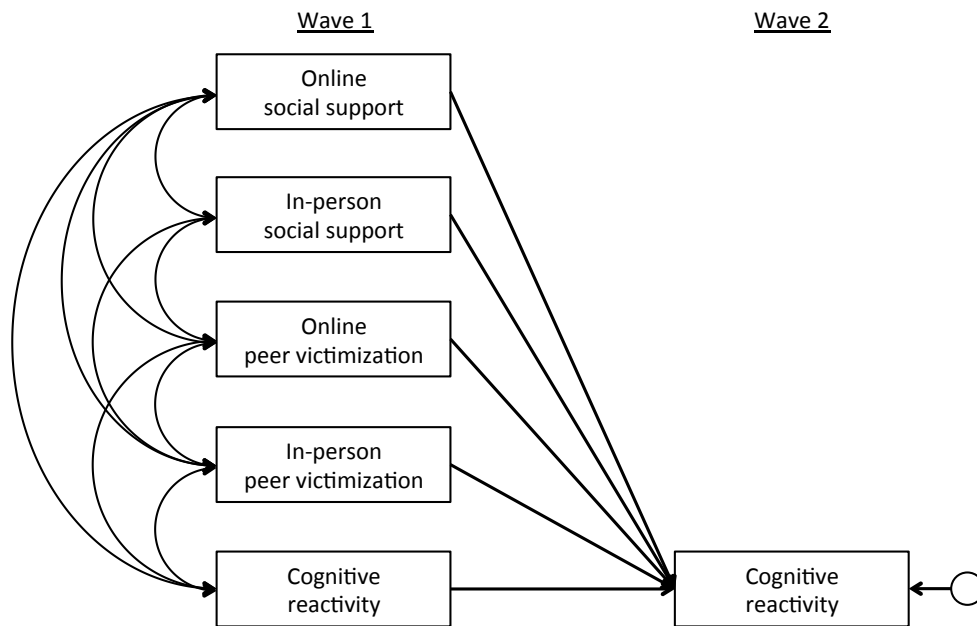 Wave 1
Wave 2
Online
social support
In-person
social support
Online
peer victimization
In-person
peer victimization
Cognitive
reactivity
Cognitive
reactivity